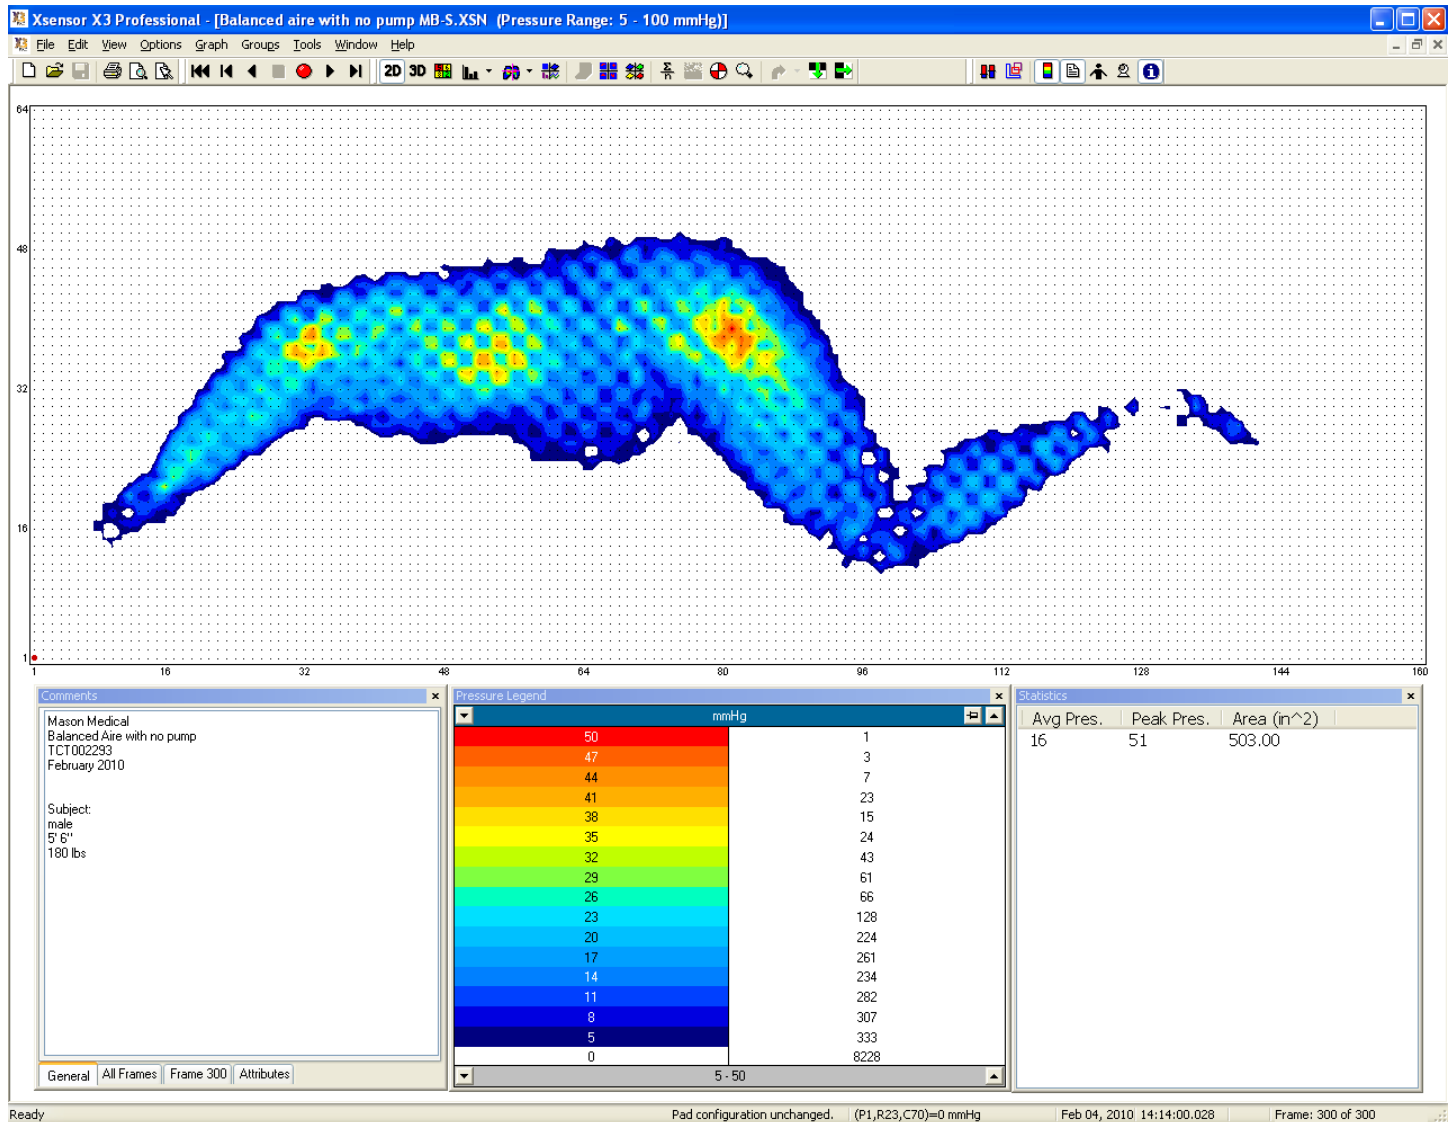 Xsensor X3 Professional - [Balanced aire with no pump MB-S.XSN (Pressure Range: 5 - 100 mmHg)]
File Edit View Options Graph Groups Tools Window Help
2D 3D
64
48
32
16
1
1 16 32 48 64 80 96 112 128 144 160
Comments
Mason Medical
Balanced Aire with no pump
TCT002293
February 2010
Subject:
male
5' 6"
180 lbs
General All Frames Frame 300 Attributes
Pressure Legend
mmHg
50 1
47 3
44 7
41 23
38 15
35 24
32 43
29 61
26 66
23 128
20 224
17 261
14 234
11 282
8 307
5 333
0 8228
5 - 50
Statistics
Avg Pres. Peak Pres. Area (in^2)
16 51 503.00
Ready Pad configuration unchanged. (P1,R23,C70)=0 mmHg Feb 04, 2010 14:14:00.028 Frame: 300 of 300